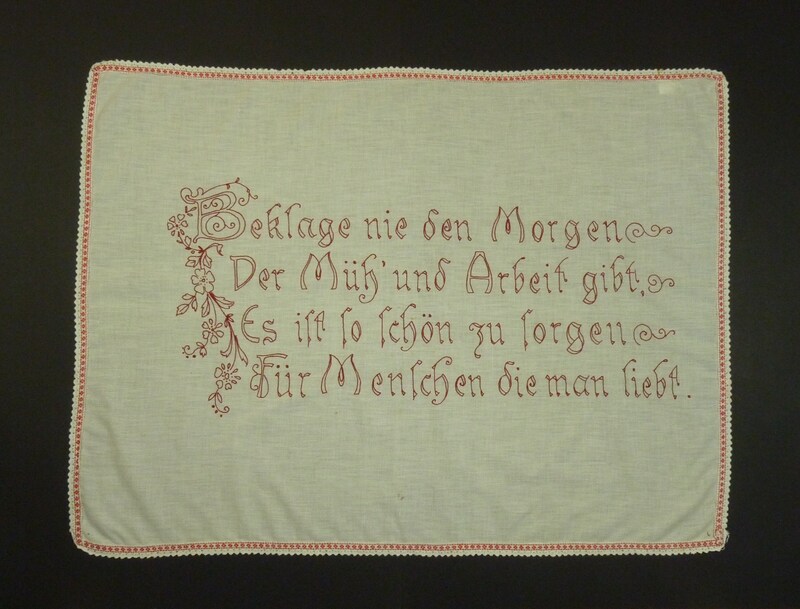 Beklage nie den Morgen
Der Müh' und Arbeit gibt,
Es iſt ſo ſchön zu ſorgen
Für Menſchen die man liebt.